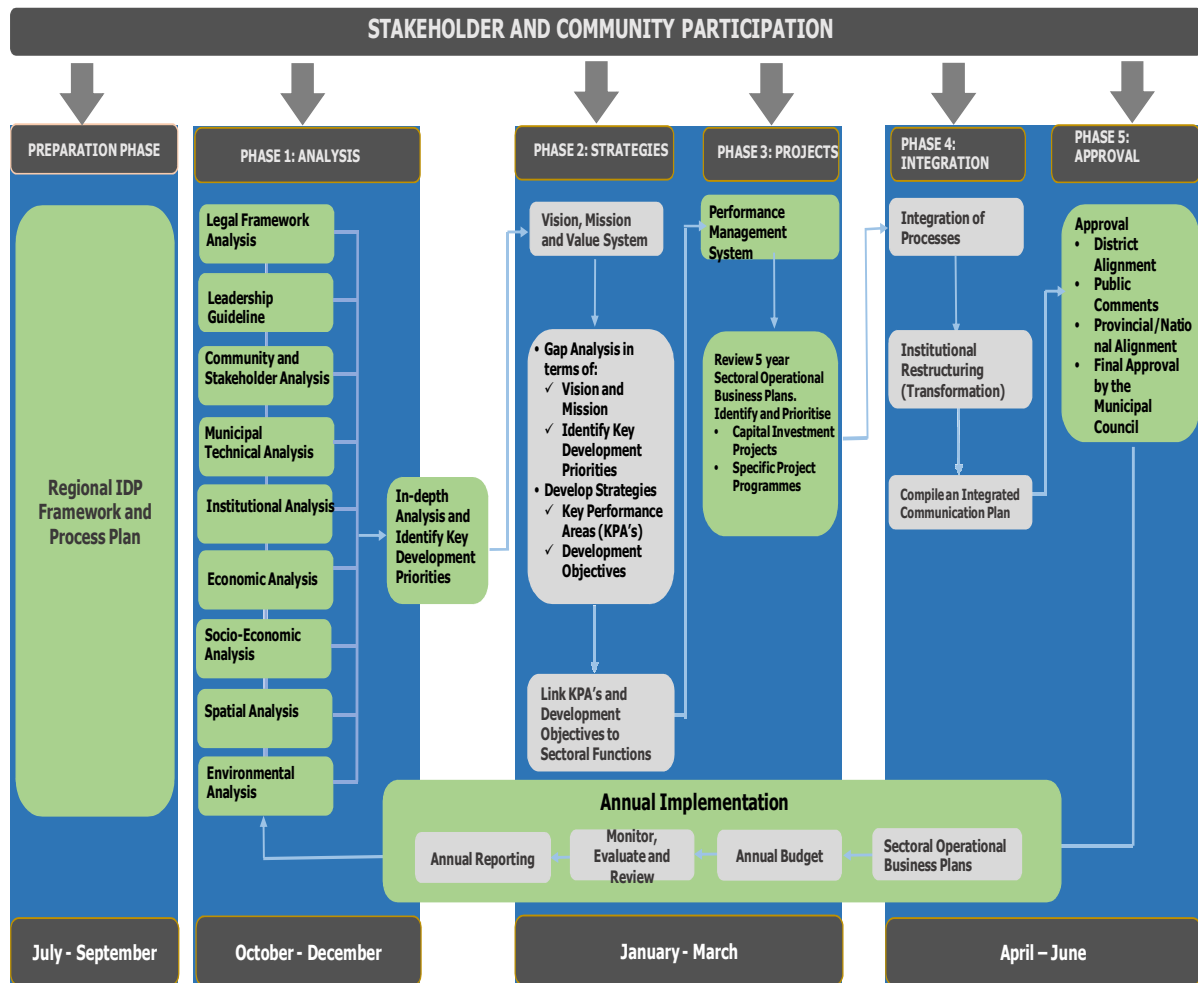 STAKEHOLDER AND COMMUNITY PARTICIPATION
PREPARATION PHASE
PHASE 1: ANALYSIS
PHASE 2: STRATEGIES
PHASE 3: PROJECTS
PHASE 4:
INTEGRATION
PHASE 5:
APPROVAL
Regional IDP
Framework and
Process Plan
Legal Framework
Analysis
Leadership
Guideline
Community and
Stakeholder Analysis
Municipal
Technical Analysis
Institutional Analysis
Economic Analysis
Socio-Economic
Analysis
Spatial Analysis
Environmental
Analysis
In-depth
Analysis and
Identify Key
Development
Priorities
Vision, Mission
and Value System
• Gap Analysis in
terms of:
✓ Vision and
Mission
✓ Identify Key
Development
Priorities
• Develop Strategies
✓ Key Performance
Areas (KPA's)
✓ Development
Objectives
Link KPA's and
Development
Objectives to
Sectoral Functions
Performance
Management
System
Review 5 year
Sectoral Operational
Business Plans.
Identify and Prioritise
• Capital Investment
Projects
• Specific Project
Programmes
Integration of
Processes
Institutional
Restructuring
(Transformation)
Compile an Integrated
Communication Plan
Approval
• District
Alignment
• Public
Comments
• Provincial/Natio
nal Alignment
• Final Approval
by the
Municipal
Council
Annual Implementation
Annual Reporting
Monitor,
Evaluate and
Review
Annual Budget
Sectoral Operational
Business Plans
July - September
October - December
January - March
April – June